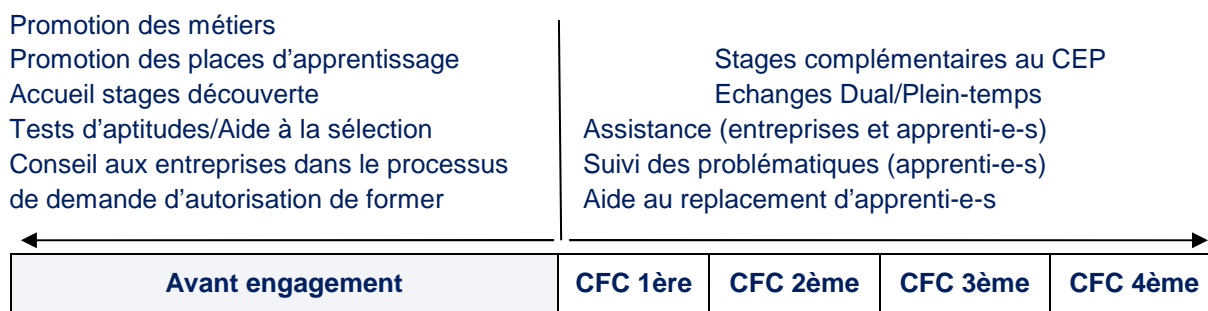 Promotion des métiers
Promotion des places d'apprentissage
Accueil stages découverte
Tests d'aptitudes/Aide à la sélection
Conseil aux entreprises dans le processus
de demande d'autorisation de former
Stages complémentaires au CEP
Echanges Dual/Plein-temps
Assistance (entreprises et apprenti-e-s)
Suivi des problématiques (apprenti-e-s)
Aide au replacement d'apprenti-e-s
Avant engagement
CFC 1ère
CFC 2ème
CFC 3ème
CFC 4ème